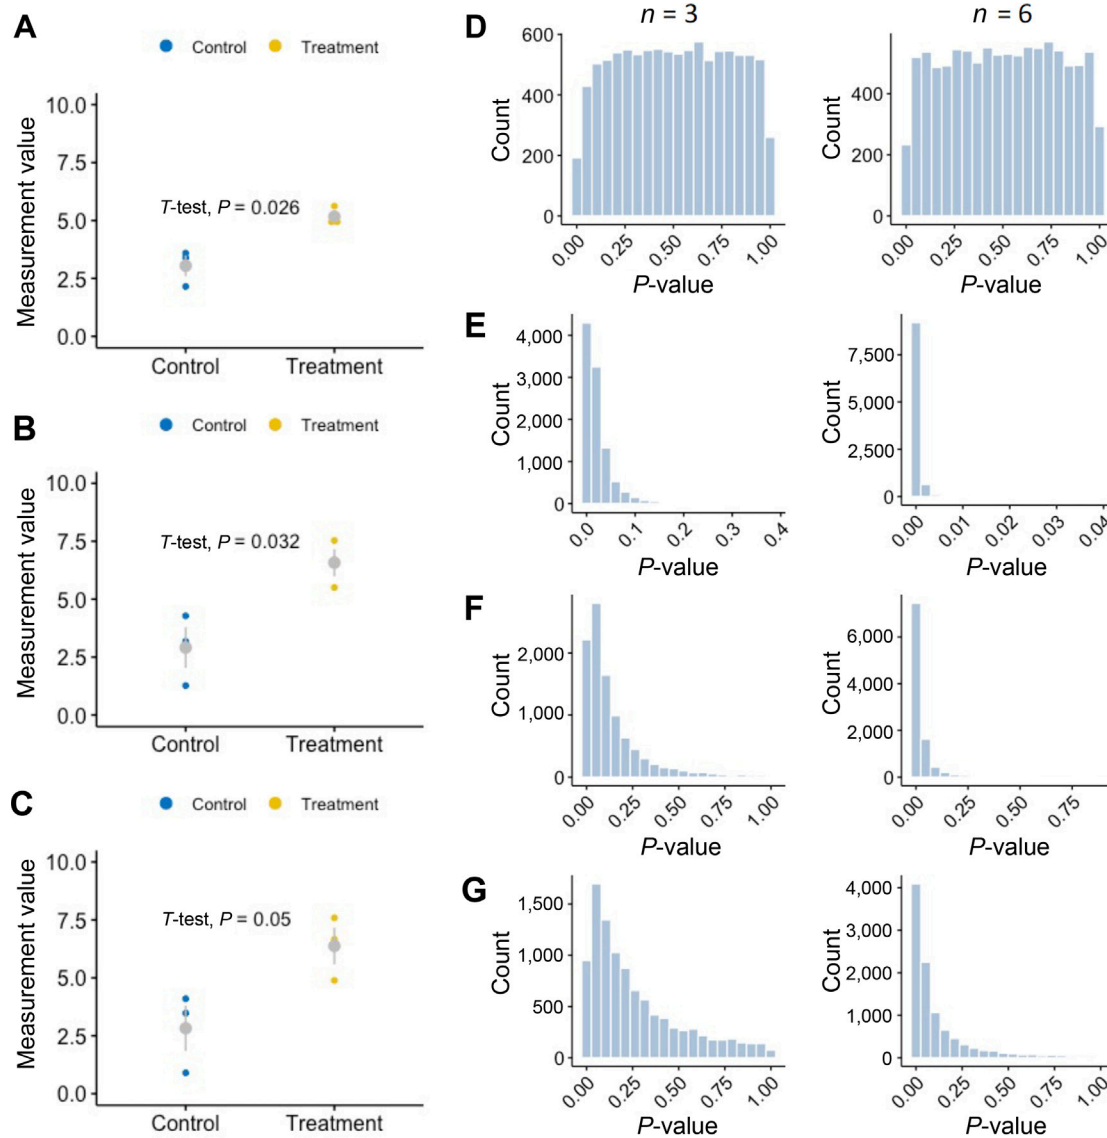 A
Control Treatment
Measurement value
10.0
7.5
5.0
2.5
0.0
T-test, P = 0.026
Control Treatment
B
Control Treatment
Measurement value
10.0
7.5
5.0
2.5
0.0
T-test, P = 0.032
Control Treatment
C
Control Treatment
Measurement value
10.0
7.5
5.0
2.5
0.0
T-test, P = 0.05
Control Treatment
D
n = 3
Count
600
400
200
0
0.00 0.25 0.50 0.75 1.00
P-value
n = 6
Count
400
200
0
0.00 0.25 0.50 0.75 1.00
P-value
E
Count
4,000
3,000
2,000
1,000
0
0.0 0.1 0.2 0.3 0.4
P-value
Count
7,500
5,000
2,500
0
0.00 0.01 0.02 0.03 0.04
P-value
F
Count
2,000
1,000
0
0.00 0.25 0.50 0.75 1.00
P-value
Count
6,000
4,000
2,000
0
0.00 0.25 0.50 0.75
P-value
G
Count
1,500
1,000
500
0
0.00 0.25 0.50 0.75 1.00
P-value
Count
4,000
3,000
2,000
1,000
0
0.00 0.25 0.50 0.75 1.00
P-value